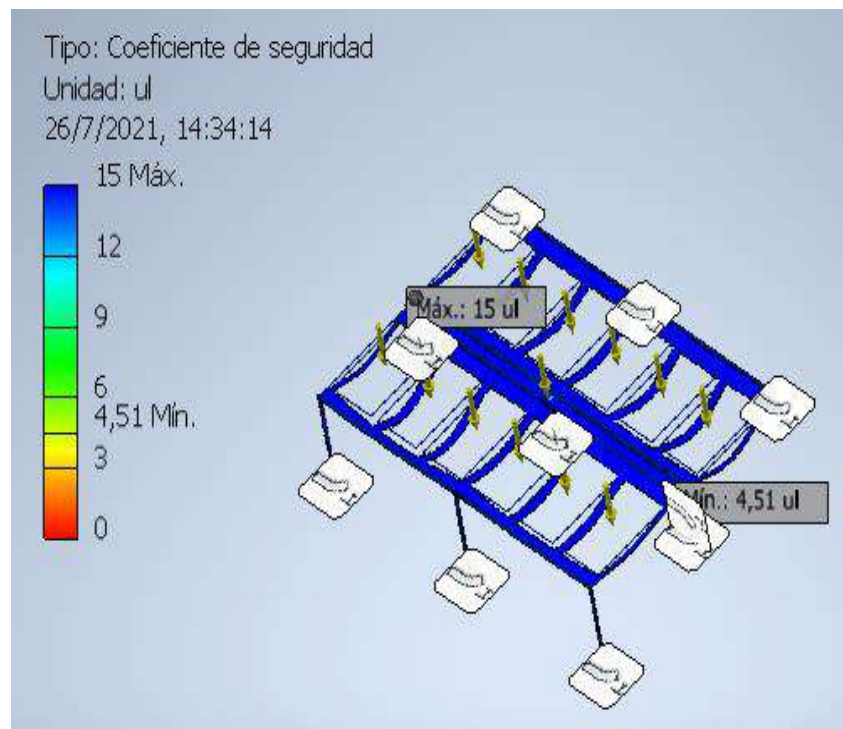 Tipo: Coeficiente de seguridad
Unidad: ul
26/7/2021, 14:34:14
15 Máx.
12
9
6
4,51 Mín.
3
0
Máx.: 15 ul
Mín.: 4,51 ul